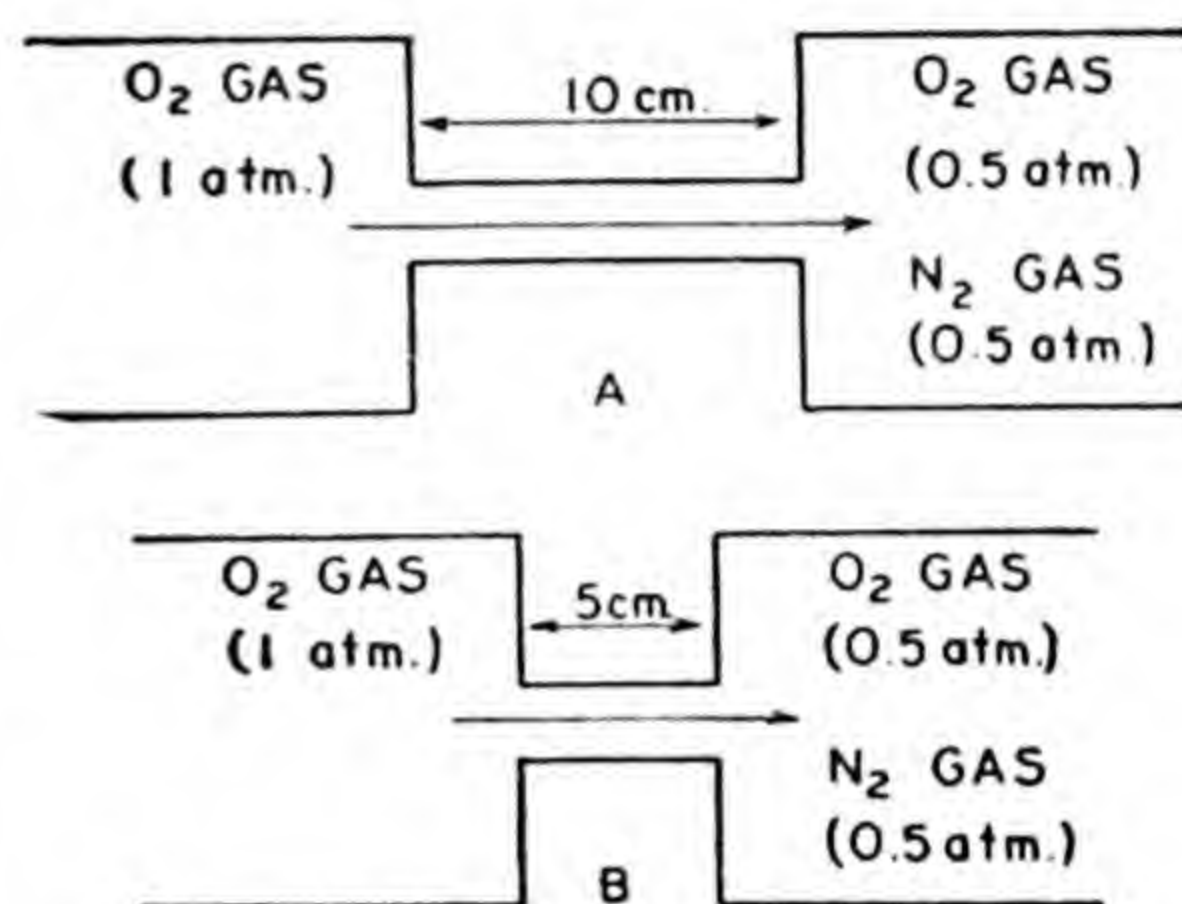 O₂ GAS
(1 atm.)
10 cm.
O₂ GAS
(0.5 atm.)
N₂ GAS
(0.5 atm.)
A
O₂ GAS
(1 atm.)
5cm.
O₂ GAS
(0.5 atm.)
N₂ GAS
(0.5 atm.)
B